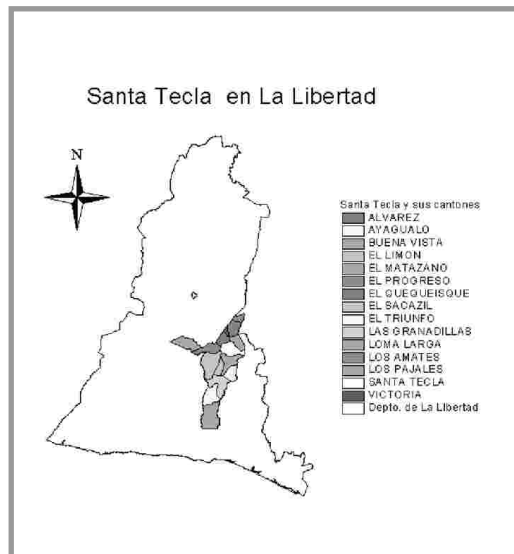 Santa Tecla en La Libertad
N
Santa Tecla y sus cantones
ALVAREZ
AYAGUALO
BUENA VISTA
EL LIMON
EL MATAZANO
EL PROGRESO
EL QUEQUEISQUE
EL SACAZIL
EL TRIUNFO
LAS GRANADILLAS
LOMA LARGA
LOS AMATES
LOS PAJALES
SANTA TECLA
VICTORIA
Depto. de La Libertad